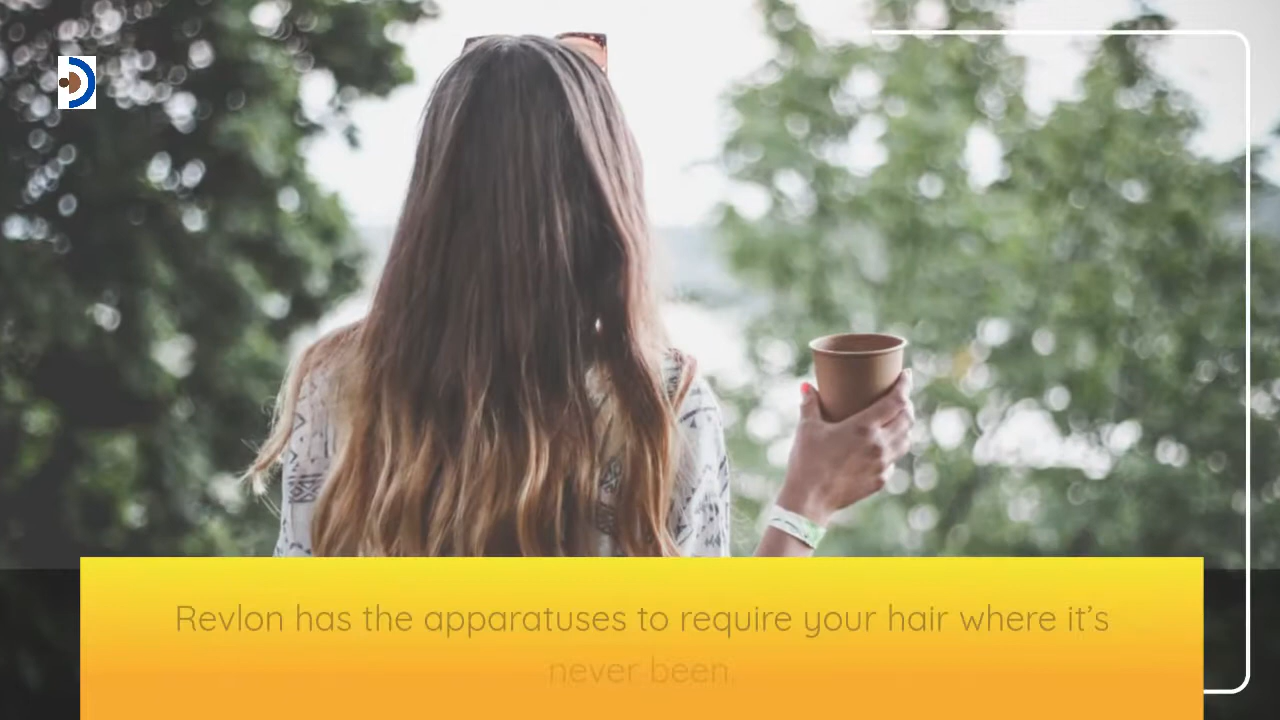 Revlon has the apparatuses to require your hair where it’s
never been.